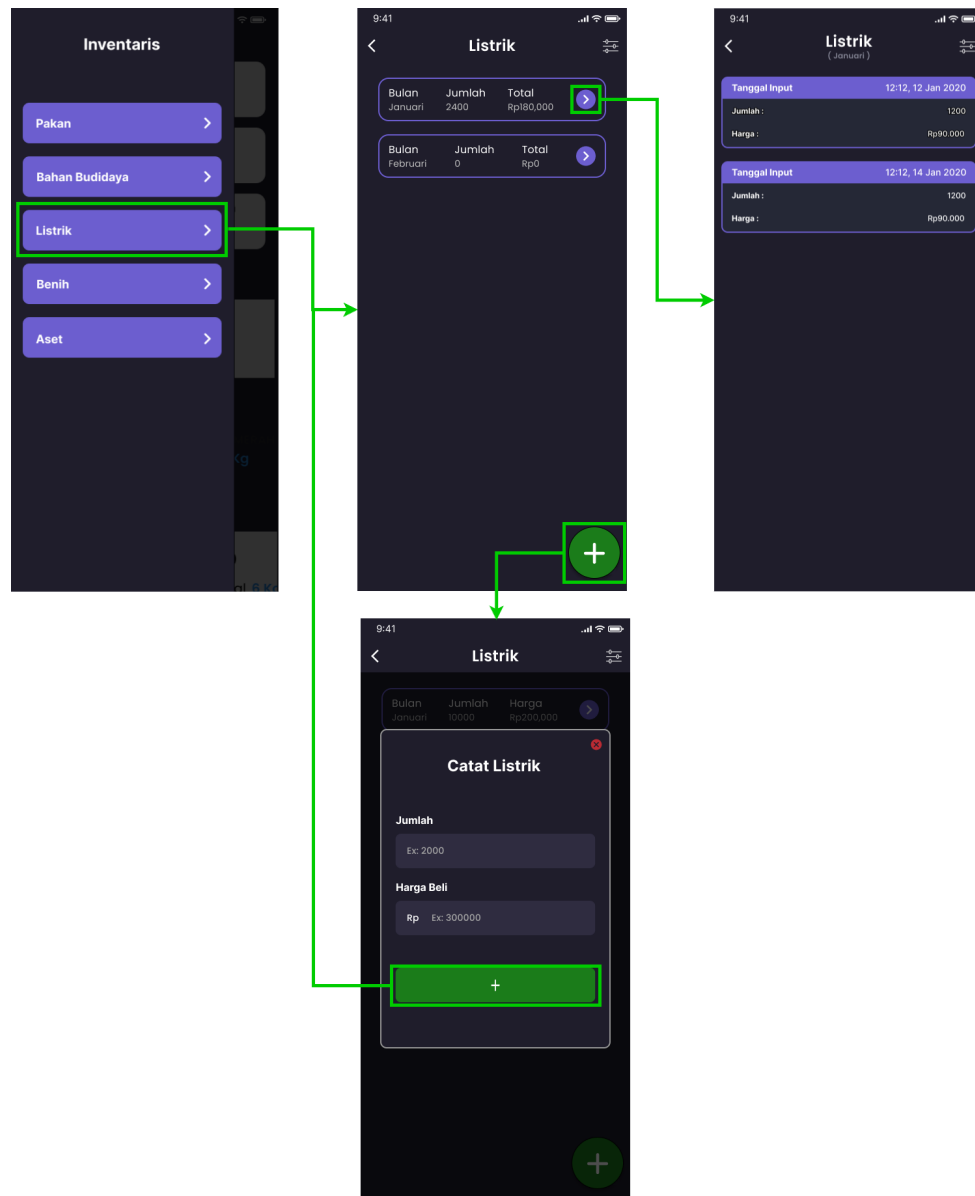 Inventaris
Pakan
Bahan Budidaya
Listrik
Benih
Aset
Kg
6 Kg
9:41
Listrik
Bulan Jumlah Total
Januari 2400 Rp180,000
Bulan Jumlah Total
Februari 0 Rp0
9:41
Listrik
( Januari )
Tanggal Input 12:12, 12 Jan 2020
Jumlah : 1200
Harga : Rp90.000
Tanggal Input 12:12, 14 Jan 2020
Jumlah : 1200
Harga : Rp90.000
9:41
Listrik
Bulan Jumlah Harga
Januari 10000 Rp200,000
Catat Listrik
Jumlah
Ex: 2000
Harga Beli
Rp Ex: 300000
+